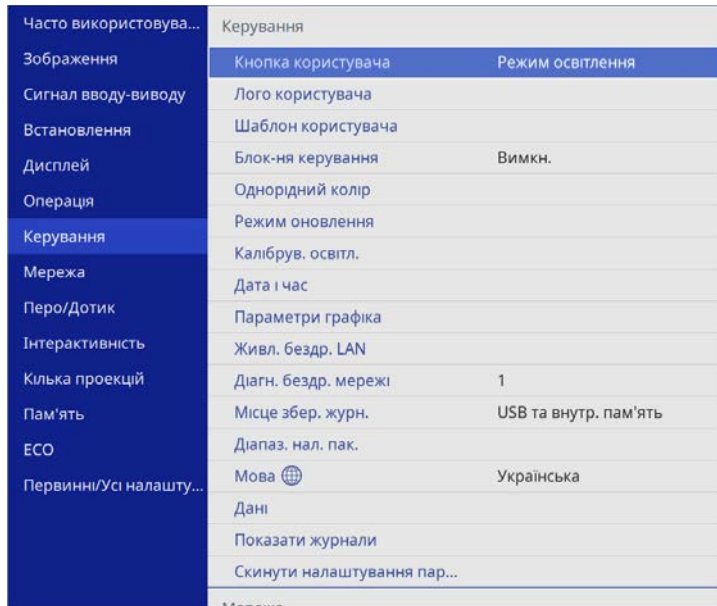 Часто використовува...
Зображення
Сигнал вводу-виводу
Встановлення
Дисплей
Операція
Керування
Мережа
Перо/Дотик
Інтерактивність
Кілька проекцій
Пам'ять
ECO
Первинні/Усі налашту...
Керування
Кнопка користувача Режим освітлення
Лого користувача
Шаблон користувача
Блок-ня керування Вимкн.
Однорідний колір
Режим оновлення
Калібрув. освітл.
Дата і час
Параметри графіка
Живл. бездр. LAN
Діагн. бездр. мережі 1
Місце збер. журн. USB та внутр. пам'ять
Діапаз. нал. пак.
Мова Українська
Дані
Показати журнали
Скинути налаштування пар...